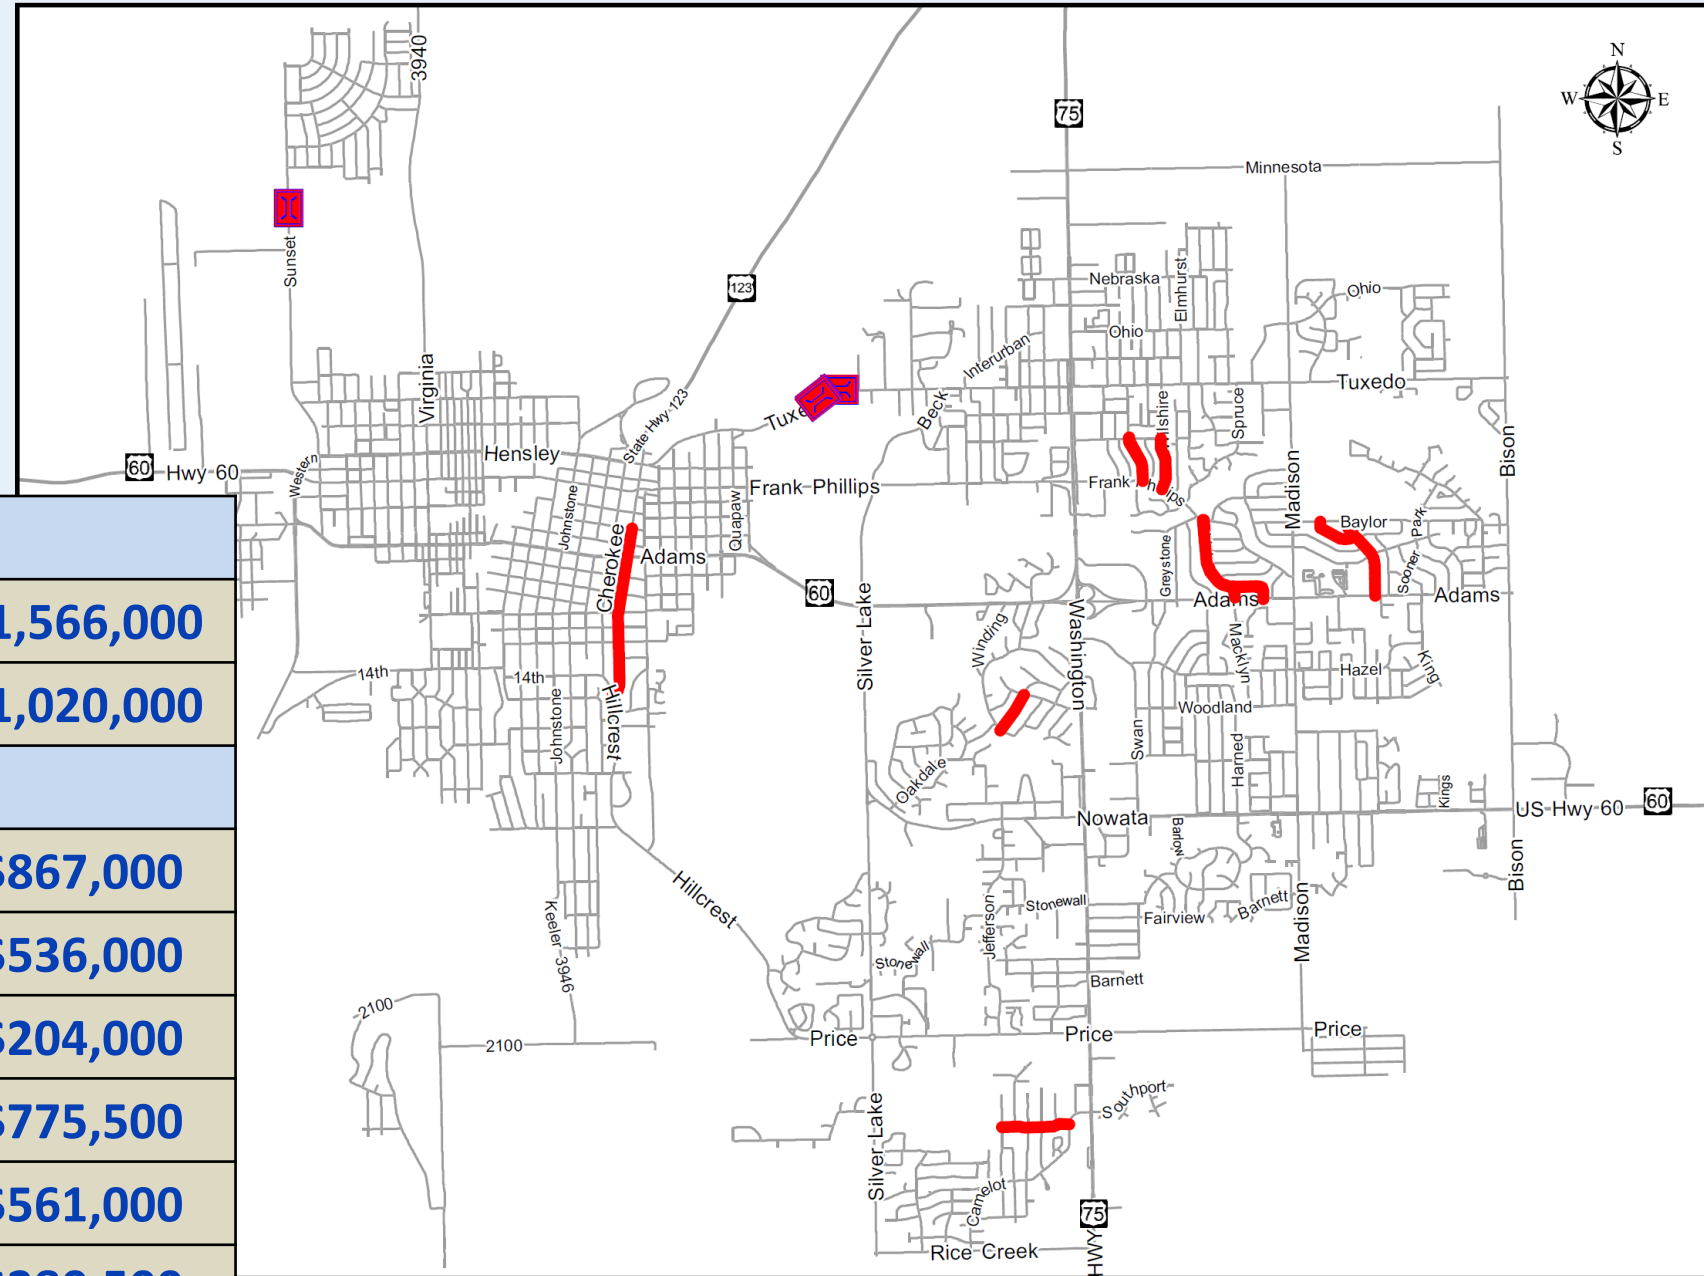 3940
N
W
E
S
75
Minnesota
Sunset
123
Nebraska
Elmhurst
Ohio
Ohio
Interurban
Virginia
Tuxedo
State Hwy 123
Beck
Spruce
Hensley
Western
60
Hwy 60
Frank Phillips
Johnstone
Quapaw
Frank
Madison
Bison
Baylor
Sooner Park
Cherokee
Adams
Greystone
60
Adams
Adams
Silver Lake
Winding
Washington
Macklyn
Hazel
King
14th
14th
Woodland
Johnstone
Hillcrest
Swan
Harned
Oakdale
Kings
Nowata
Barlow
US Hwy 60
60
Bison
Hillcrest
Jefferson
Stonewall
Fairview
Barnett
Madison
Keeler 3946
Stonewall
Barnett
2100
2100
Price
Price
Price
Southport
Silver Lake
Camelot
75
HWY
Rice Creek
1,566,000
1,020,000
$867,000
$536,000
$204,000
$775,500
$561,000